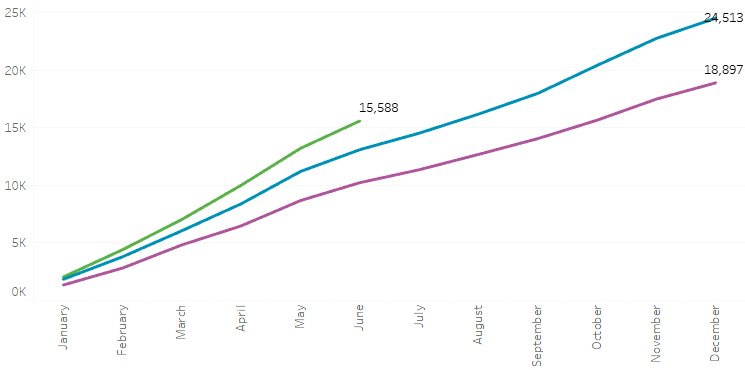 25K
24,513
20K
18,897
15,588
15K
10K
5K
0K
January
February
March
April
May
June
July
August
September
October
November
December